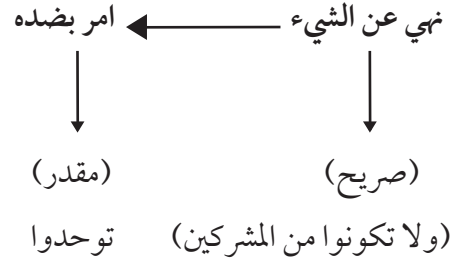 نهي عن الشيء امر بضده
(صريح) (مقدر)
(ولا تكونوا من المشركين) توحدوا